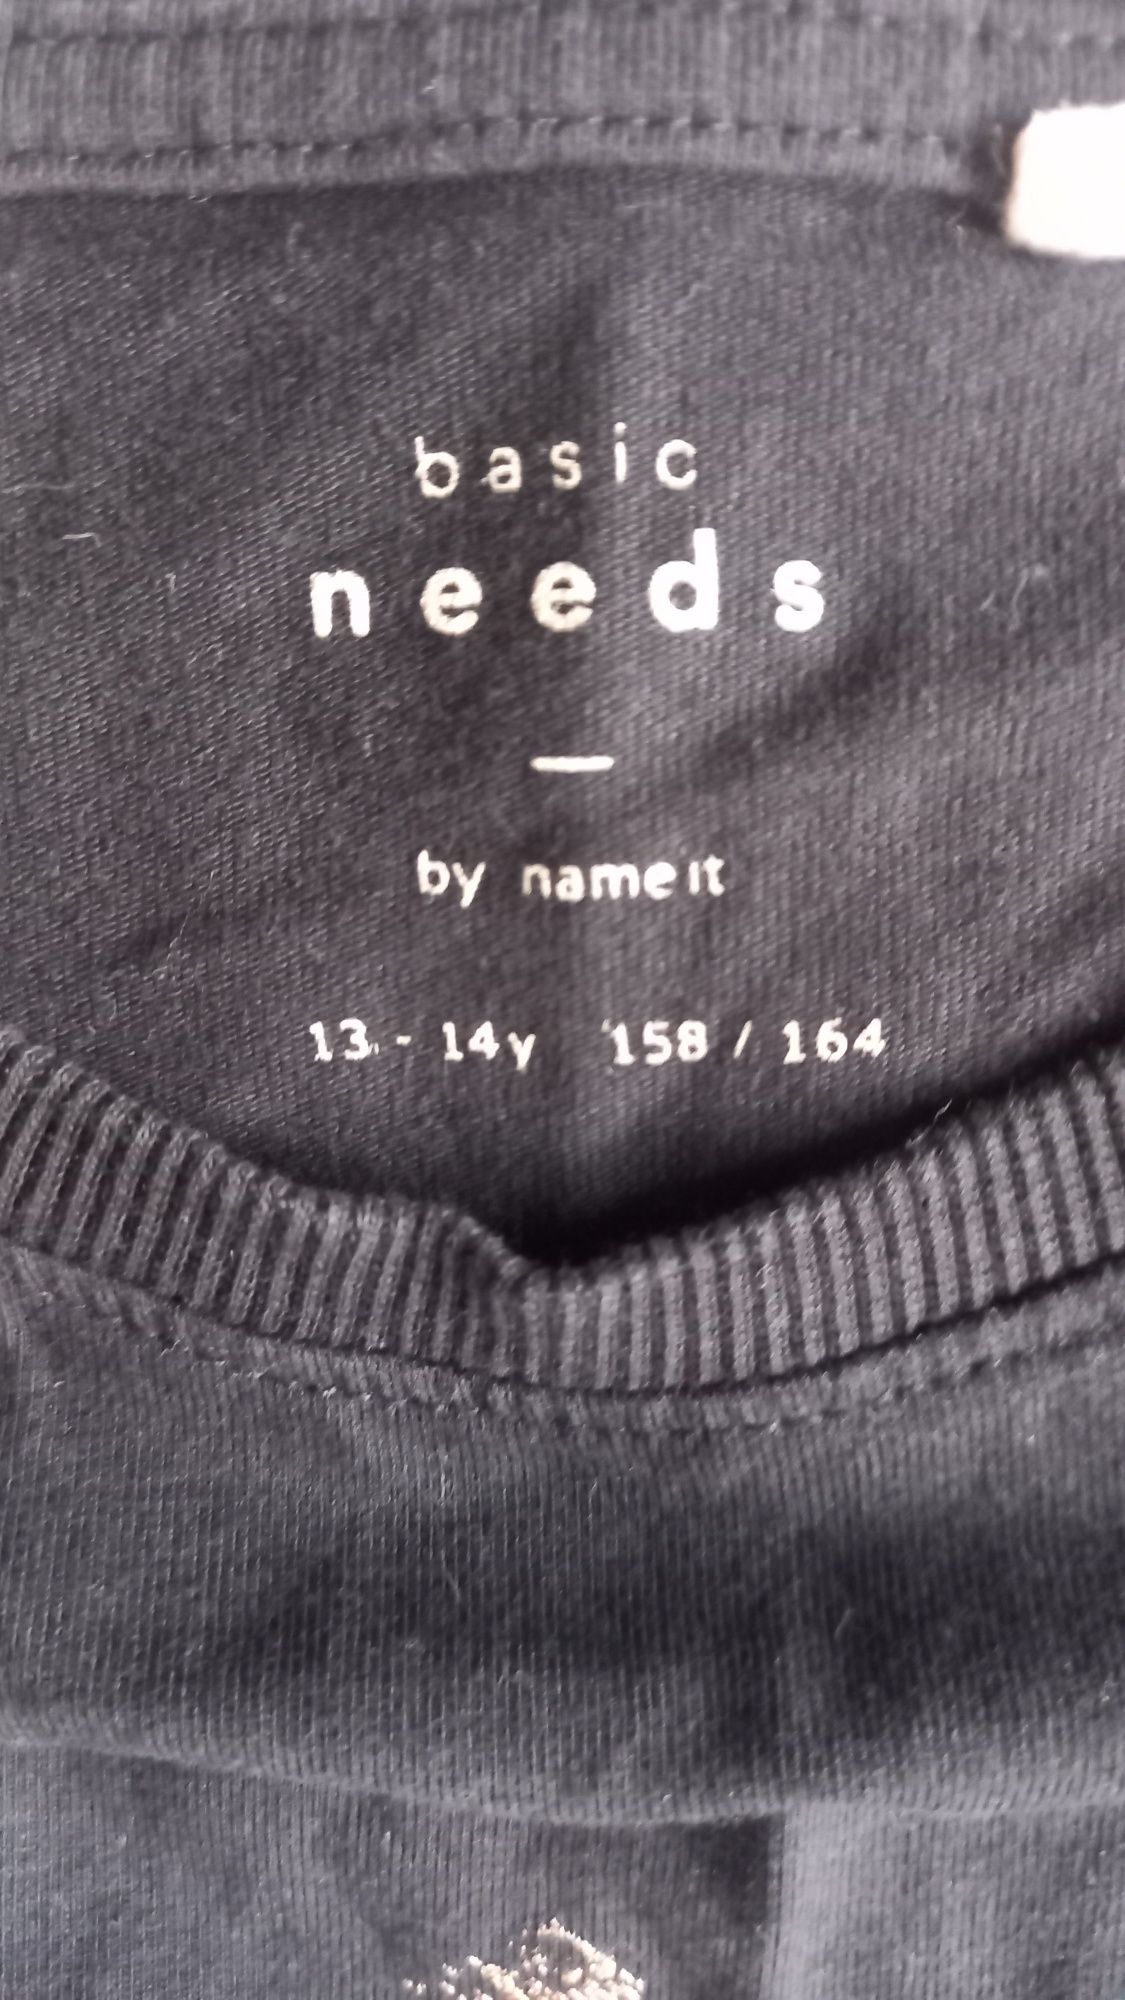 basic
needs
—
by name it
13 - 14y 158 / 164